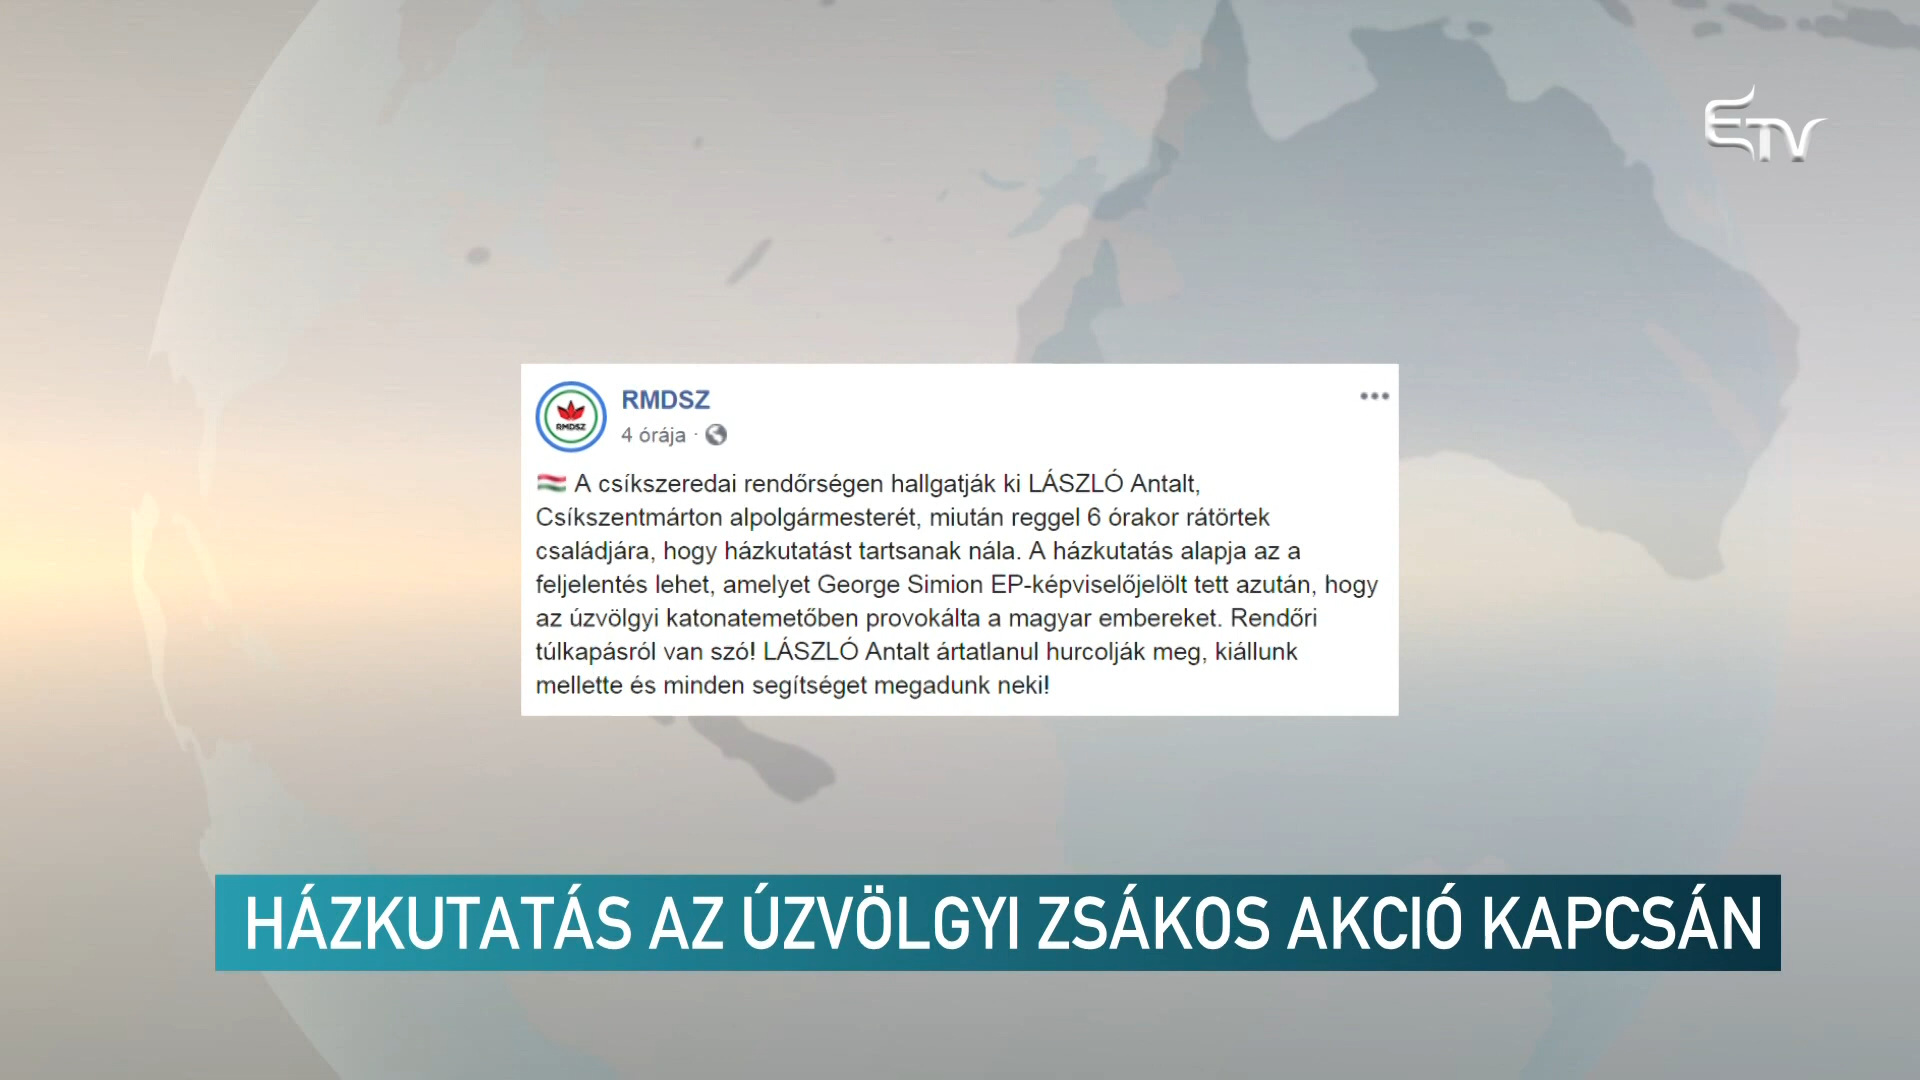 ETV
RMDSZ
RMDSZ
4 órája ·
A csíkszeredai rendőrségen hallgatják ki LÁSZLÓ Antalt,
Csíkszentmárton alpolgármesterét, miután reggel 6 órakor rátörtek
családjára, hogy házkutatást tartsanak nála. A házkutatás alapja az a
feljelentés lehet, amelyet George Simion EP-képviselőjelölt tett azután, hogy
az úzvölgyi katonatemetőben provokálta a magyar embereket. Rendőri
túlkapásról van szó! LÁSZLÓ Antalt ártatlanul hurcolják meg, kiállunk
mellette és minden segítséget megadunk neki!
HÁZKUTATÁS AZ ÚZVÖLGYI ZSÁKOS AKCIÓ KAPCSÁN